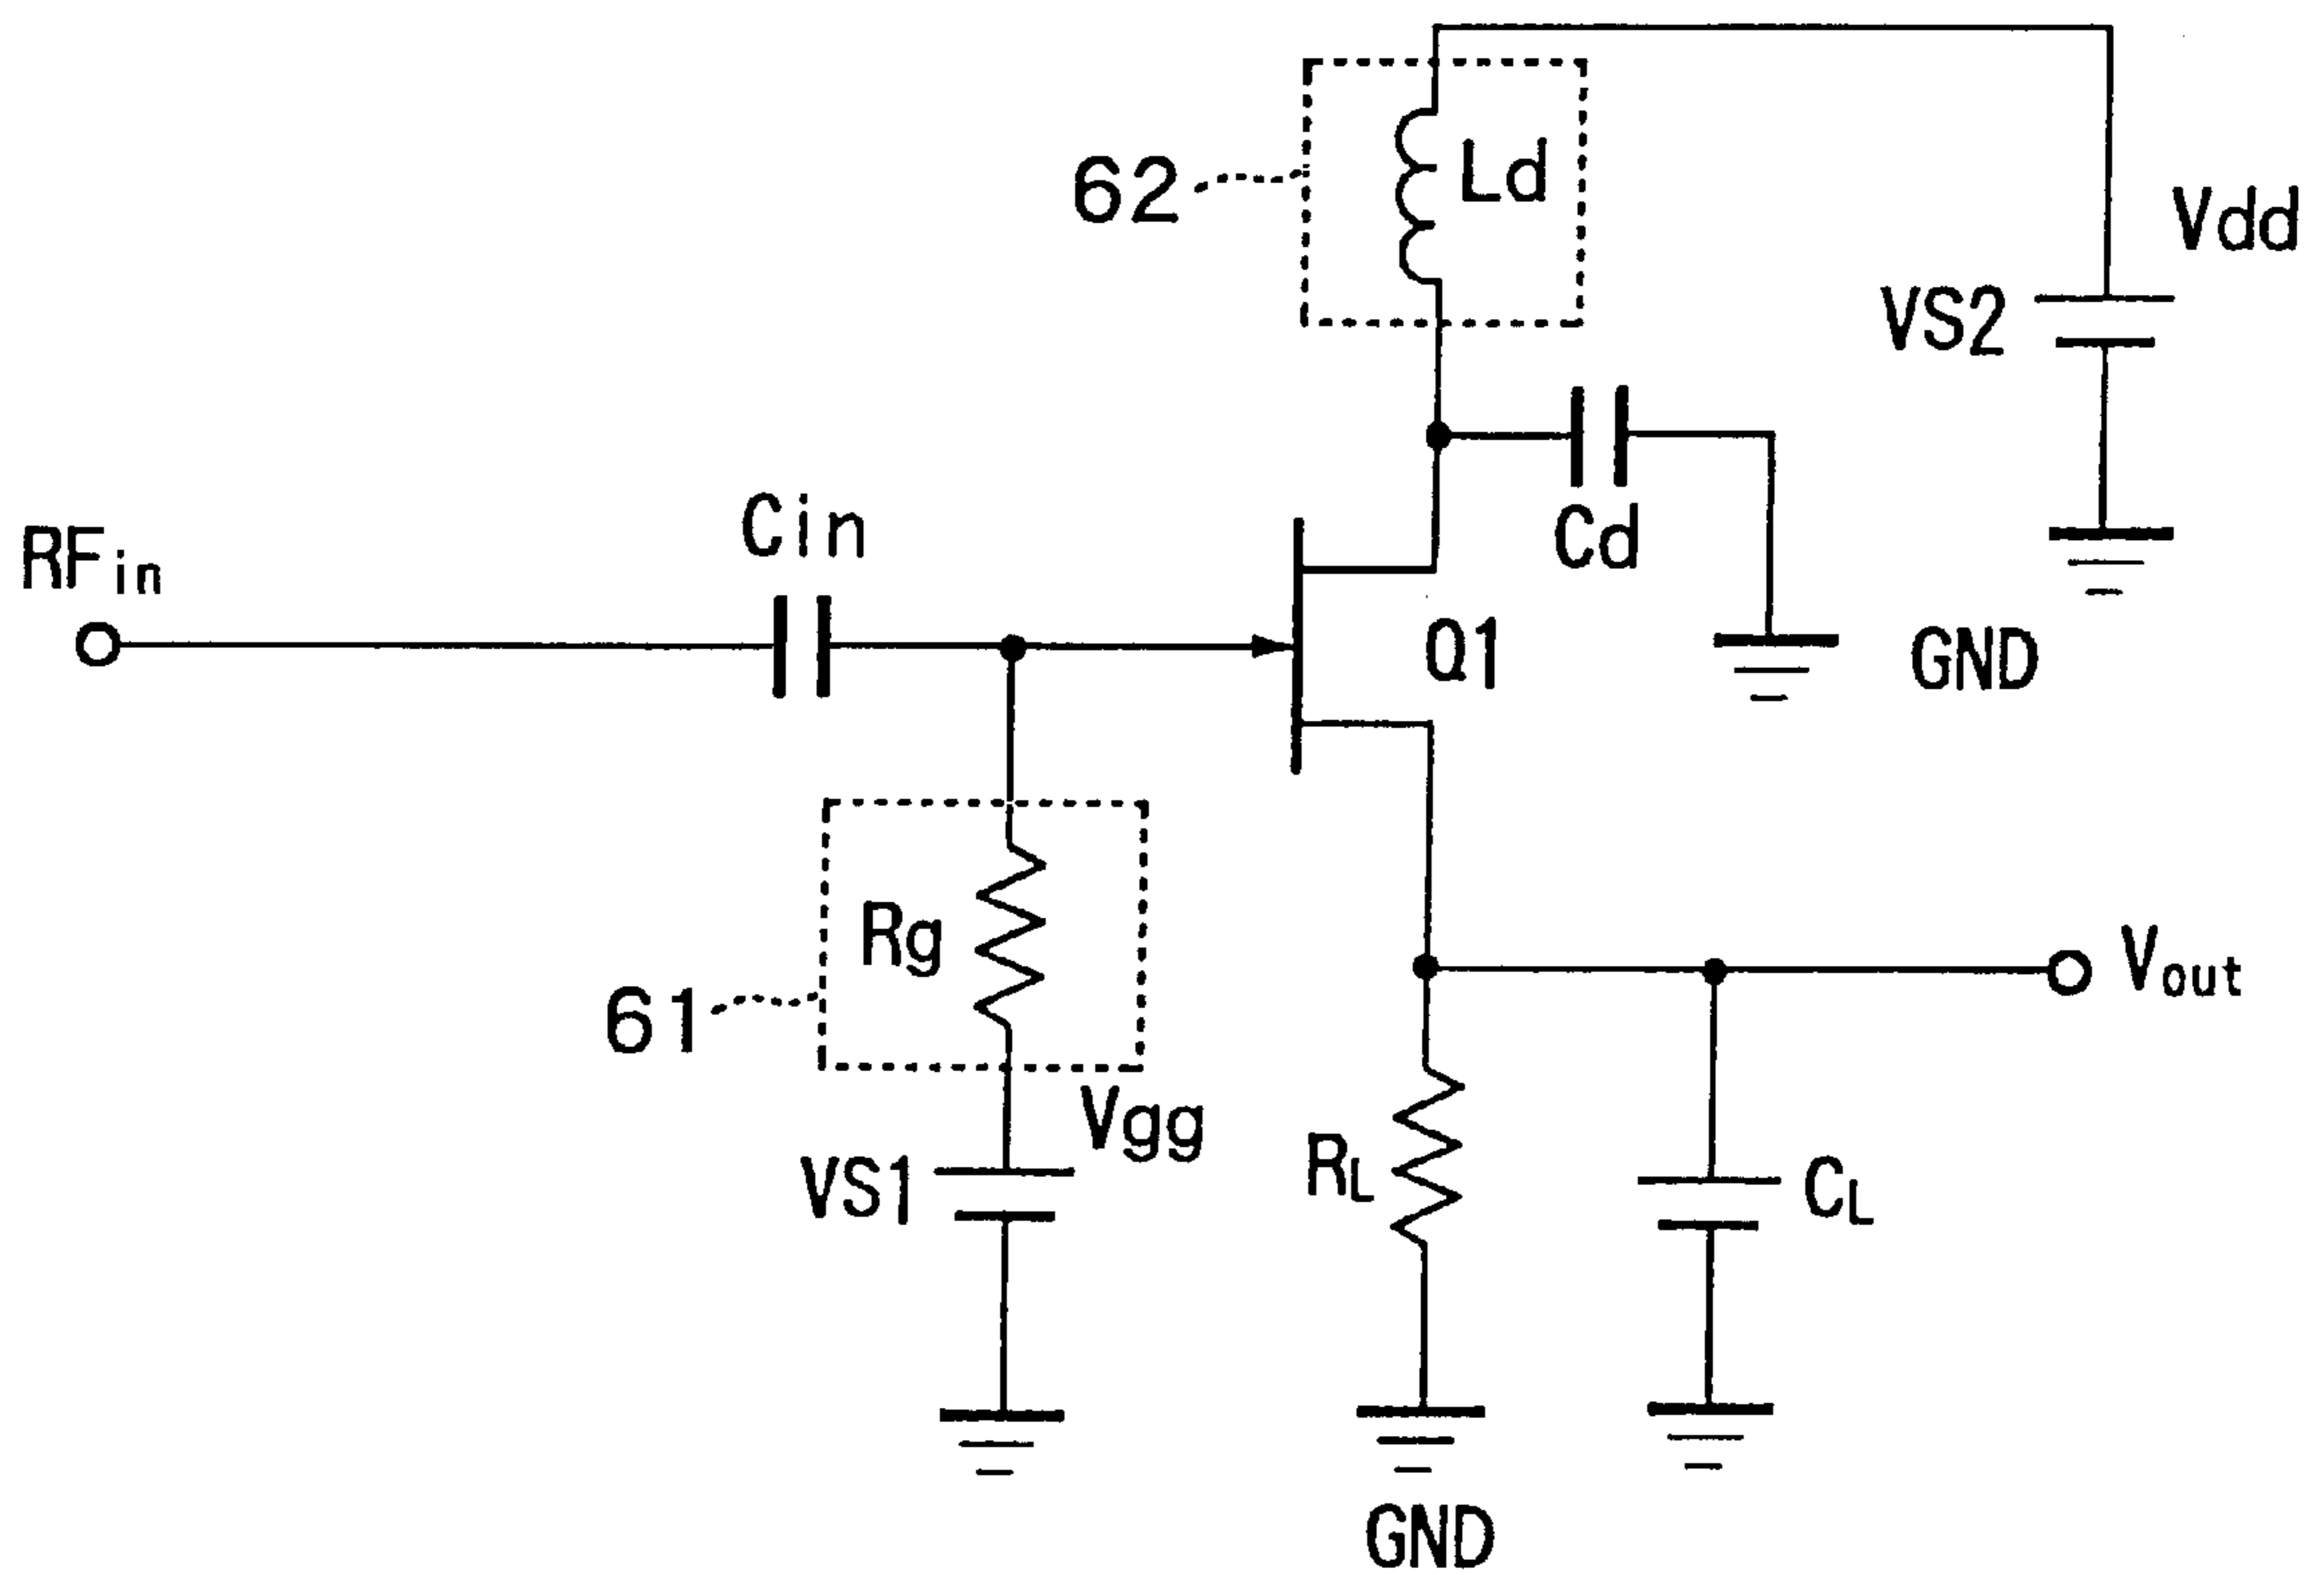 Ld
62
Vdd
VS2
Cin
RFin
Cd
Q1
GND
Rg
61
Vout
Vgg
VS1
RL
CL
GND